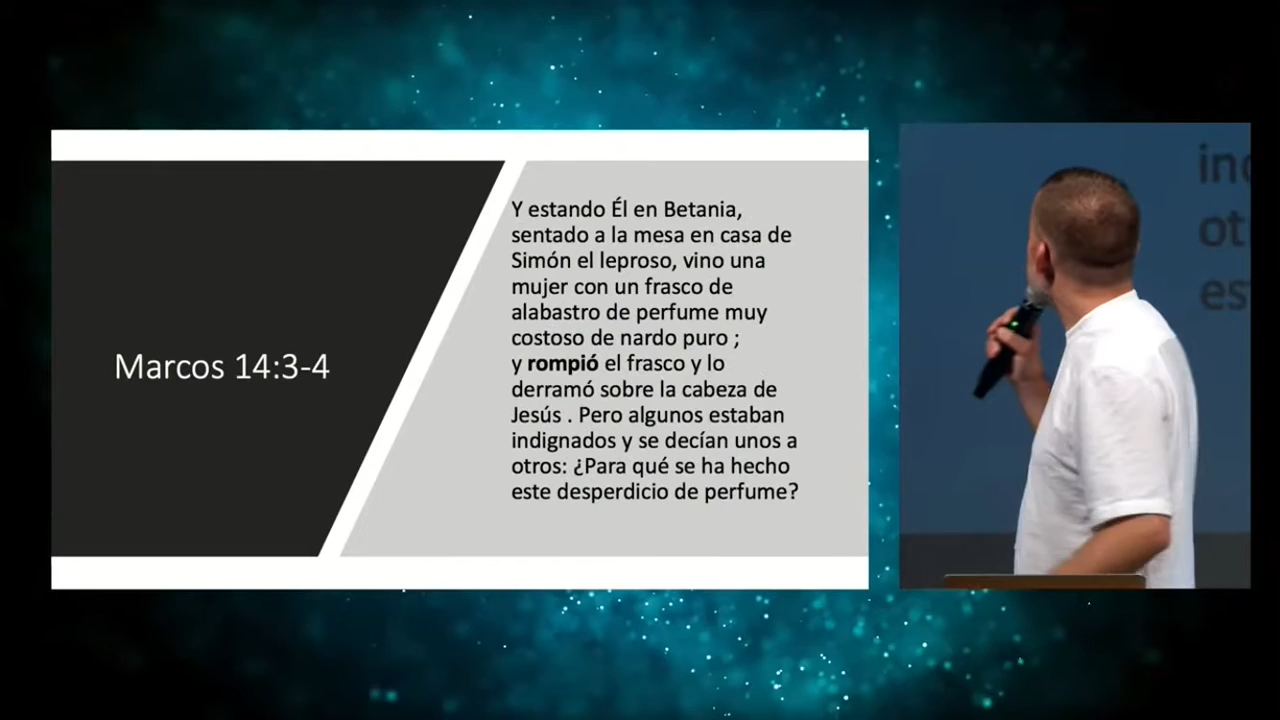 Marcos 14:3-4
Y estando Él en Betania,
sentado a la mesa en casa de
Simón el leproso, vino una
mujer con un frasco de
alabastro de perfume muy
costoso de nardo puro ;
y rompió el frasco y lo
derramó sobre la cabeza de
Jesús . Pero algunos estaban
indignados y se decían unos a
otros: ¿Para qué se ha hecho
este desperdicio de perfume?